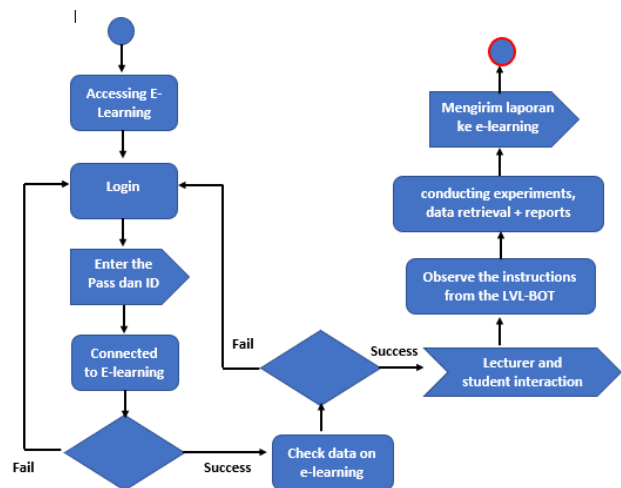 Accessing E-
Learning
Login
Enter the
Pass dan ID
Connected
to E-learning
Fail
Success
Check data on
e-learning
Fail
Success
Lecturer and
student interaction
Observe the instructions
from the LVL-BOT
conducting experiments,
data retrieval + reports
Mengirim laporan
ke e-learning